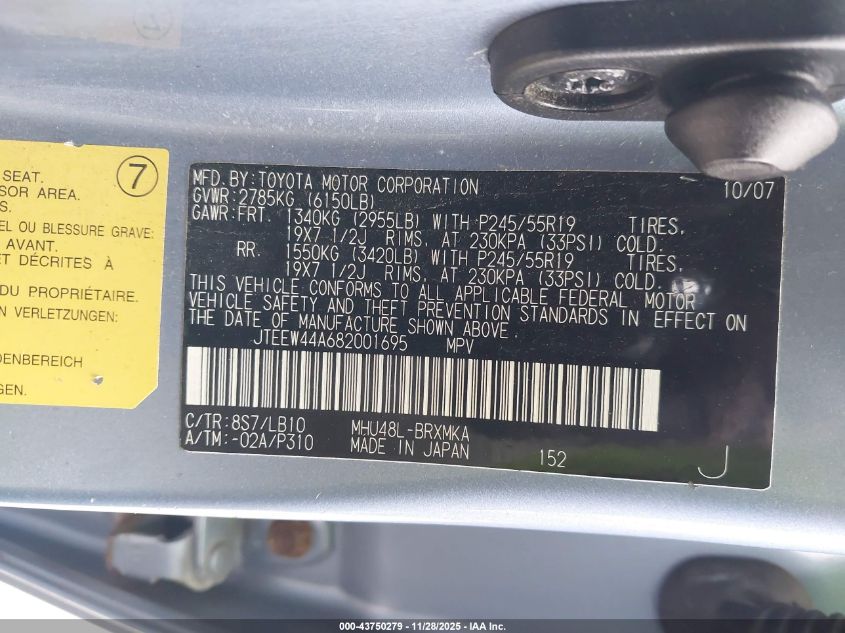 SEAT.
SOR AREA.
S.
EL OU BLESSURE GRAVE:
AVANT.
ET DÉCRITES À
DU PROPRIÉTAIRE.
EN VERLETZUNGEN:
DENBEREICH
GEN.
7
MFD. BY: TOYOTA MOTOR CORPORATION 10/07
GVWR: 2785KG (6150LB)
GAWR: FRT. 1340KG (2955LB) WITH P245/55R19 TIRES,
19X7 1/2J RIMS, AT 230KPA (33PSI) COLD.
RR. 1550KG (3420LB) WITH P245/55R19 TIRES,
19X7 1/2J RIMS, AT 230KPA (33PSI) COLD.
THIS VEHICLE CONFORMS TO ALL APPLICABLE FEDERAL MOTOR
VEHICLE SAFETY AND THEFT PREVENTION STANDARDS IN EFFECT ON
THE DATE OF MANUFACTURE SHOWN ABOVE.
JTEEW44A682001695 MPV
C/TR: 8S7/LB10 MHU48L-BRXMKA
A/TM: -02A/P310 MADE IN JAPAN 152 J
000-43750279 - 11/28/2025 - IAA Inc.